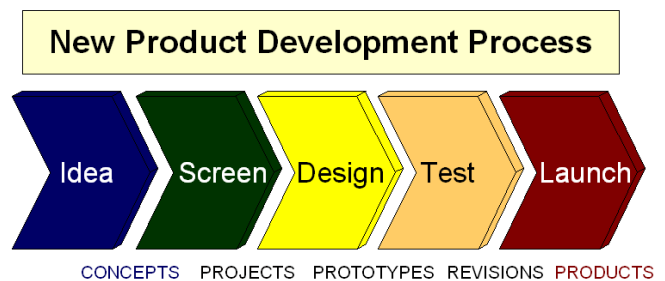 New Product Development Process
Idea Screen Design Test Launch
CONCEPTS PROJECTS PROTOTYPES REVISIONS PRODUCTS